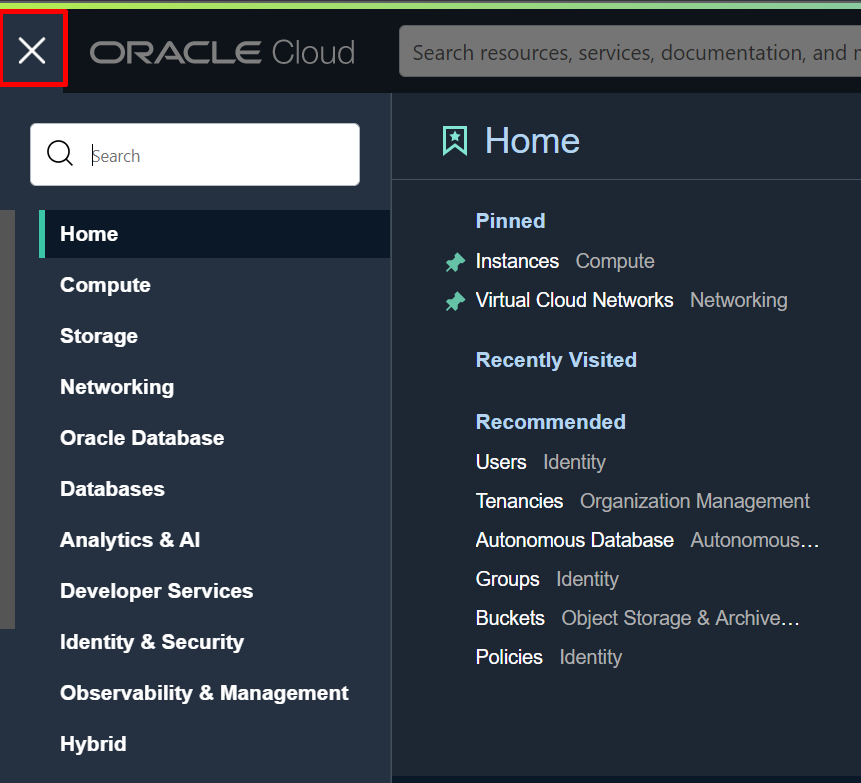 ORACLE Cloud
Search resources, services, documentation, and
Search
Home
Compute
Storage
Networking
Oracle Database
Databases
Analytics & AI
Developer Services
Identity & Security
Observability & Management
Hybrid
Home
Pinned
Instances Compute
Virtual Cloud Networks Networking
Recently Visited
Recommended
Users Identity
Tenancies Organization Management
Autonomous Database Autonomous...
Groups Identity
Buckets Object Storage & Archive...
Policies Identity